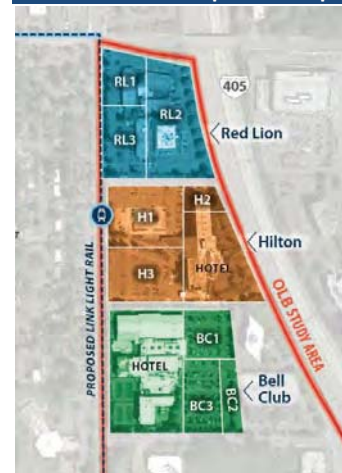 405
RL1
RL2
RL3
Red Lion
H1
H2
H3
HOTEL
Hilton
PROPOSED LINK LIGHT RAIL
OLB STUDY AREA
HOTEL
BC1
BC2
BC3
Bell
Club